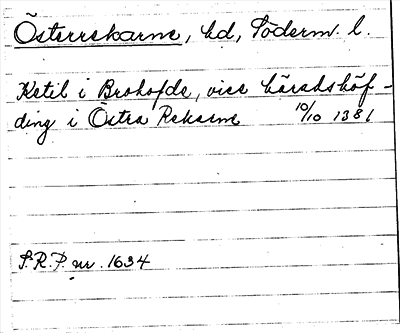 Österrekarne, hd, Söderm. l.
Ketil i Brokofde, vice häradshöf-
ding i Östra Rekarne 10/10 1381
S.R.P. nr. 1634